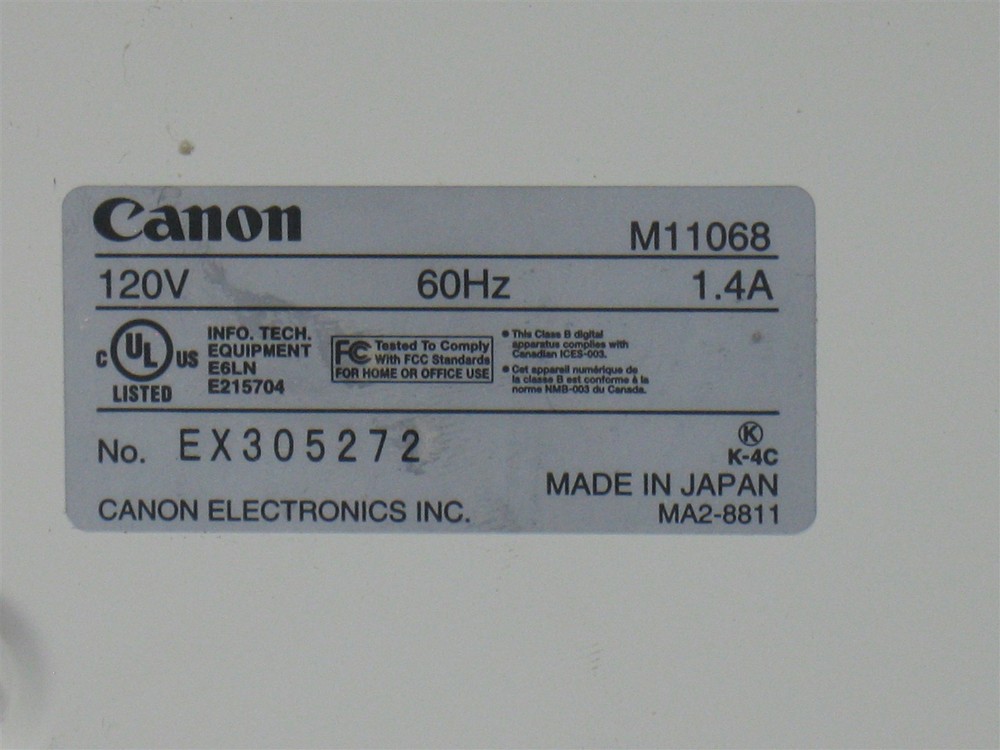 Canon M11068
120V 60Hz 1.4A
C UL US LISTED
INFO. TECH.
EQUIPMENT
E6LN
E215704
FC Tested To Comply
With FCC Standards
FOR HOME OR OFFICE USE
• This Class B digital
apparatus complies with
Canadian ICES-003.
• Cet appareil numérique de
la classe B est conforme à la
norme NMB-003 du Canada.
No. EX305272
K
K-4C
MADE IN JAPAN
CANON ELECTRONICS INC. MA2-8811